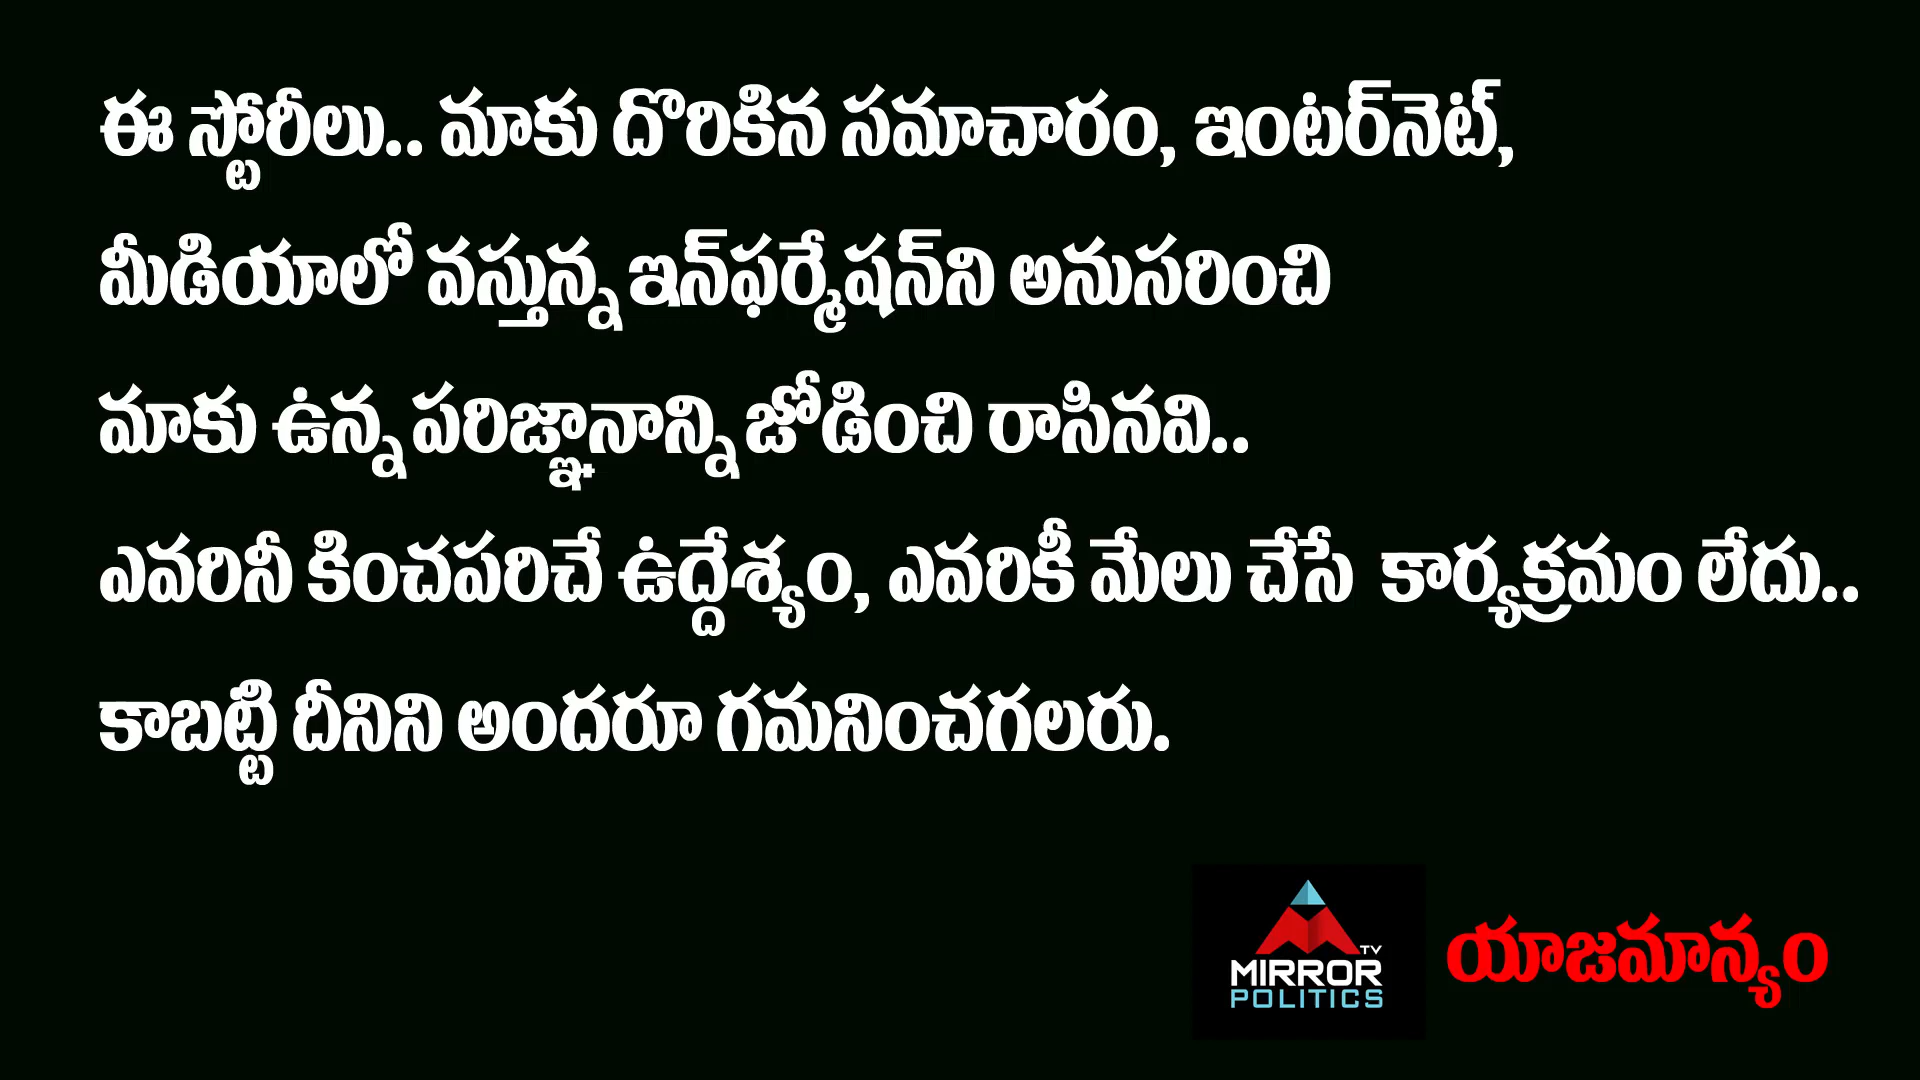 ఈ స్టోరీలు.. మాకు దొరికిన సమాచారం, ఇంటర్‌నెట్,
మీడియాలో వస్తున్న ఇన్‌ఫర్మేషన్‌ని అనుసరించి
మాకు ఉన్న పరిజ్ఞానాన్ని జోడించి రాసినవి..
ఎవరినీ కించపరిచే ఉద్దేశ్యం, ఎవరికీ మేలు చేసే కార్యక్రమం లేదు..
కాబట్టి దీనిని అందరూ గమనించగలరు.
TV
MIRROR
POLITICS
యాజమాన్యం